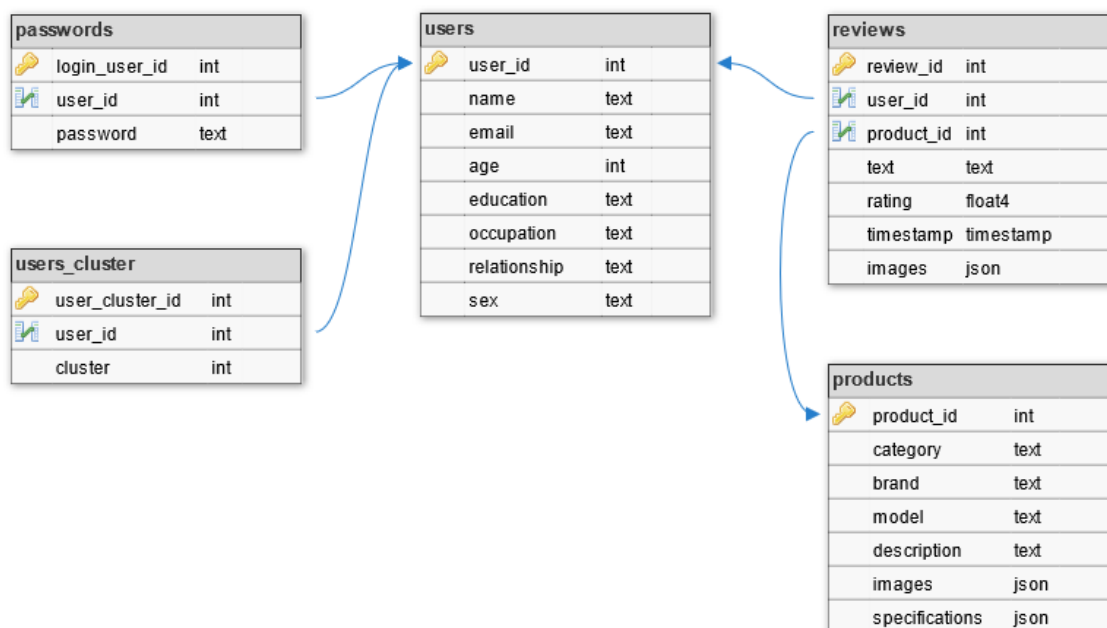 passwords
login_user_id int
user_id int
password text
users_cluster
user_cluster_id int
user_id int
cluster int
users
user_id int
name text
email text
age int
education text
occupation text
relationship text
sex text
reviews
review_id int
user_id int
product_id int
text text
rating float4
timestamp timestamp
images json
products
product_id int
category text
brand text
model text
description text
images json
specifications json